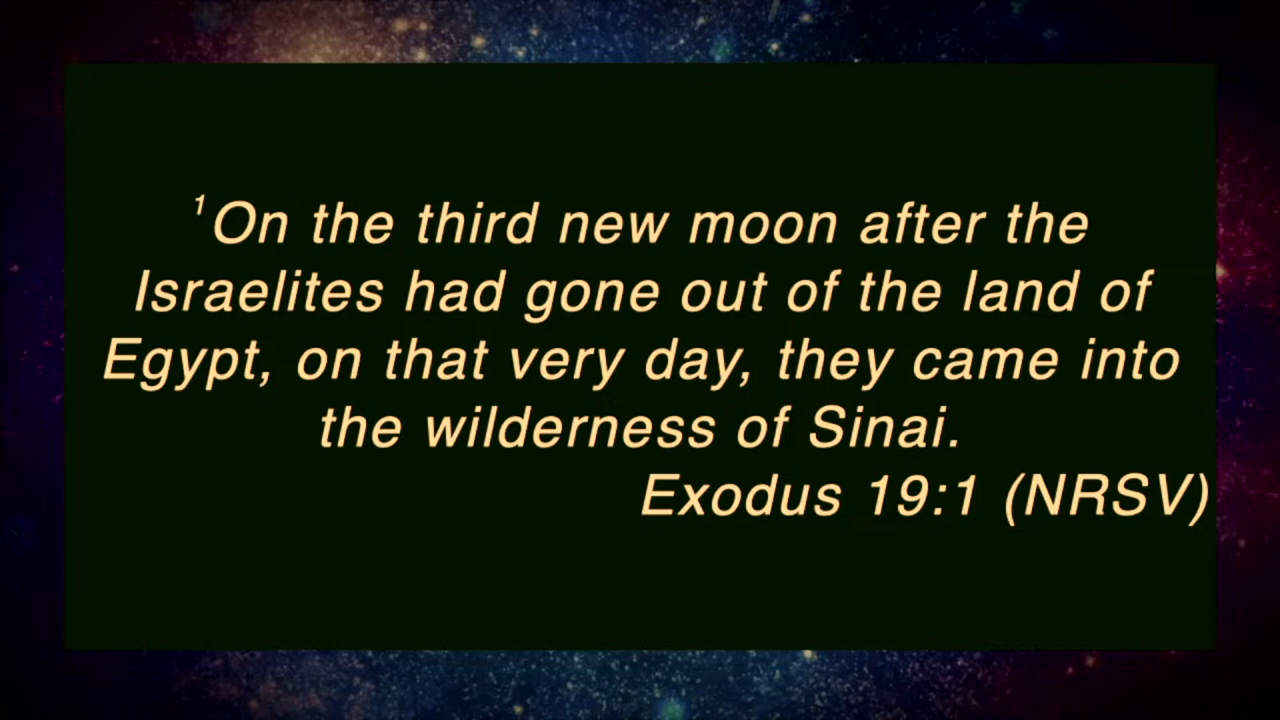 ¹On the third new moon after the
Israelites had gone out of the land of
Egypt, on that very day, they came into
the wilderness of Sinai.
Exodus 19:1 (NRSV)